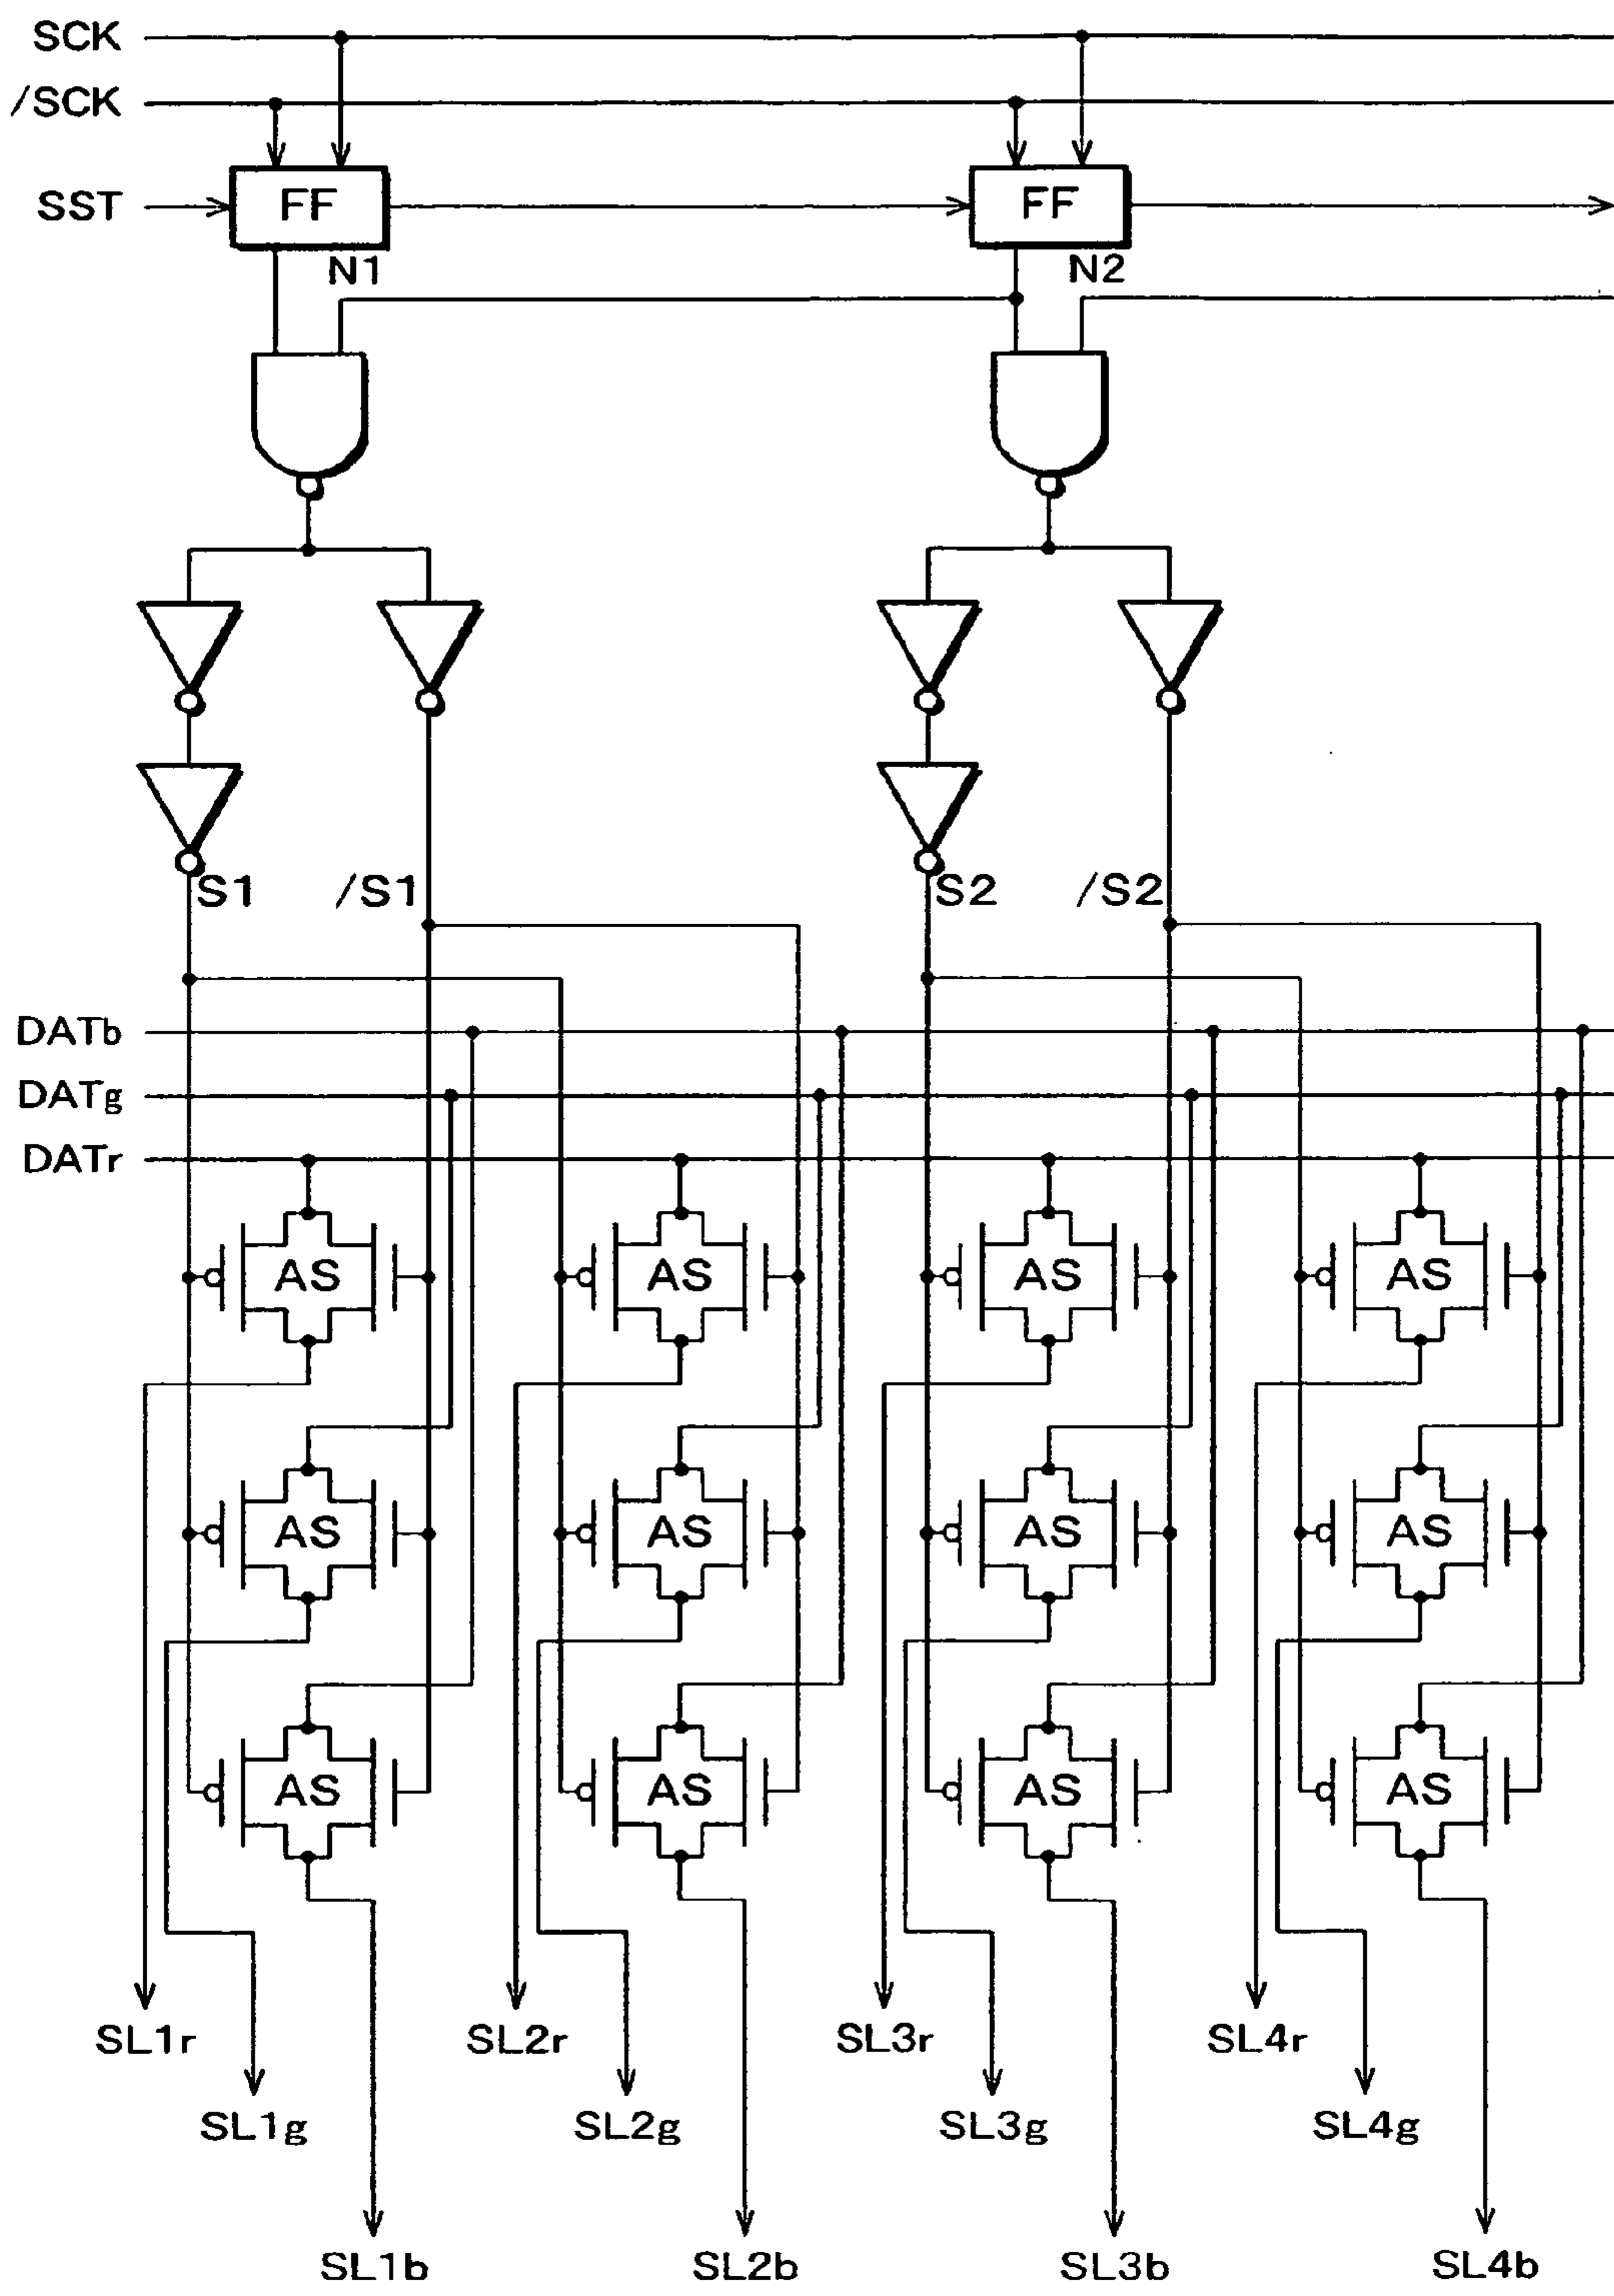 SCK
/SCK
SST FF FF
N1 N2
S1 /S1 S2 /S2
DATb
DATg
DATr
AS AS AS AS
AS AS AS AS
AS AS AS AS
SL1r SL2r SL3r SL4r
SL1g SL2g SL3g SL4g
SL1b SL2b SL3b SL4b